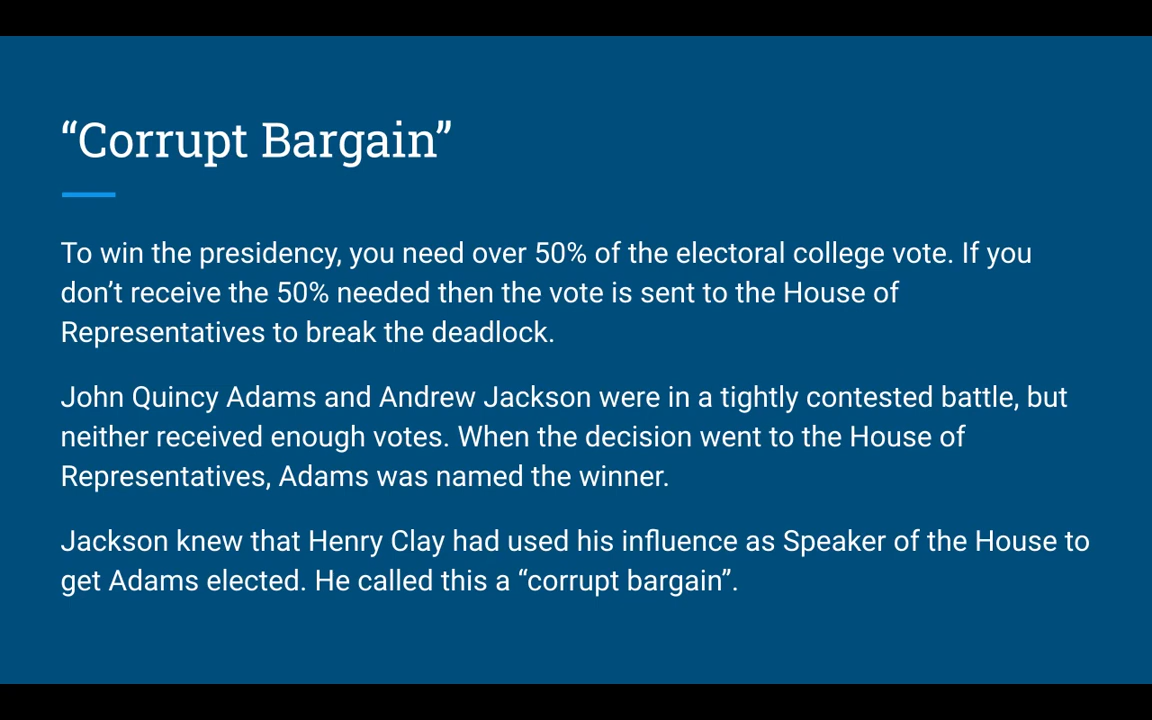 “Corrupt Bargain”
To win the presidency, you need over 50% of the electoral college vote. If you
don’t receive the 50% needed then the vote is sent to the House of
Representatives to break the deadlock.
John Quincy Adams and Andrew Jackson were in a tightly contested battle, but
neither received enough votes. When the decision went to the House of
Representatives, Adams was named the winner.
Jackson knew that Henry Clay had used his influence as Speaker of the House to
get Adams elected. He called this a “corrupt bargain”.